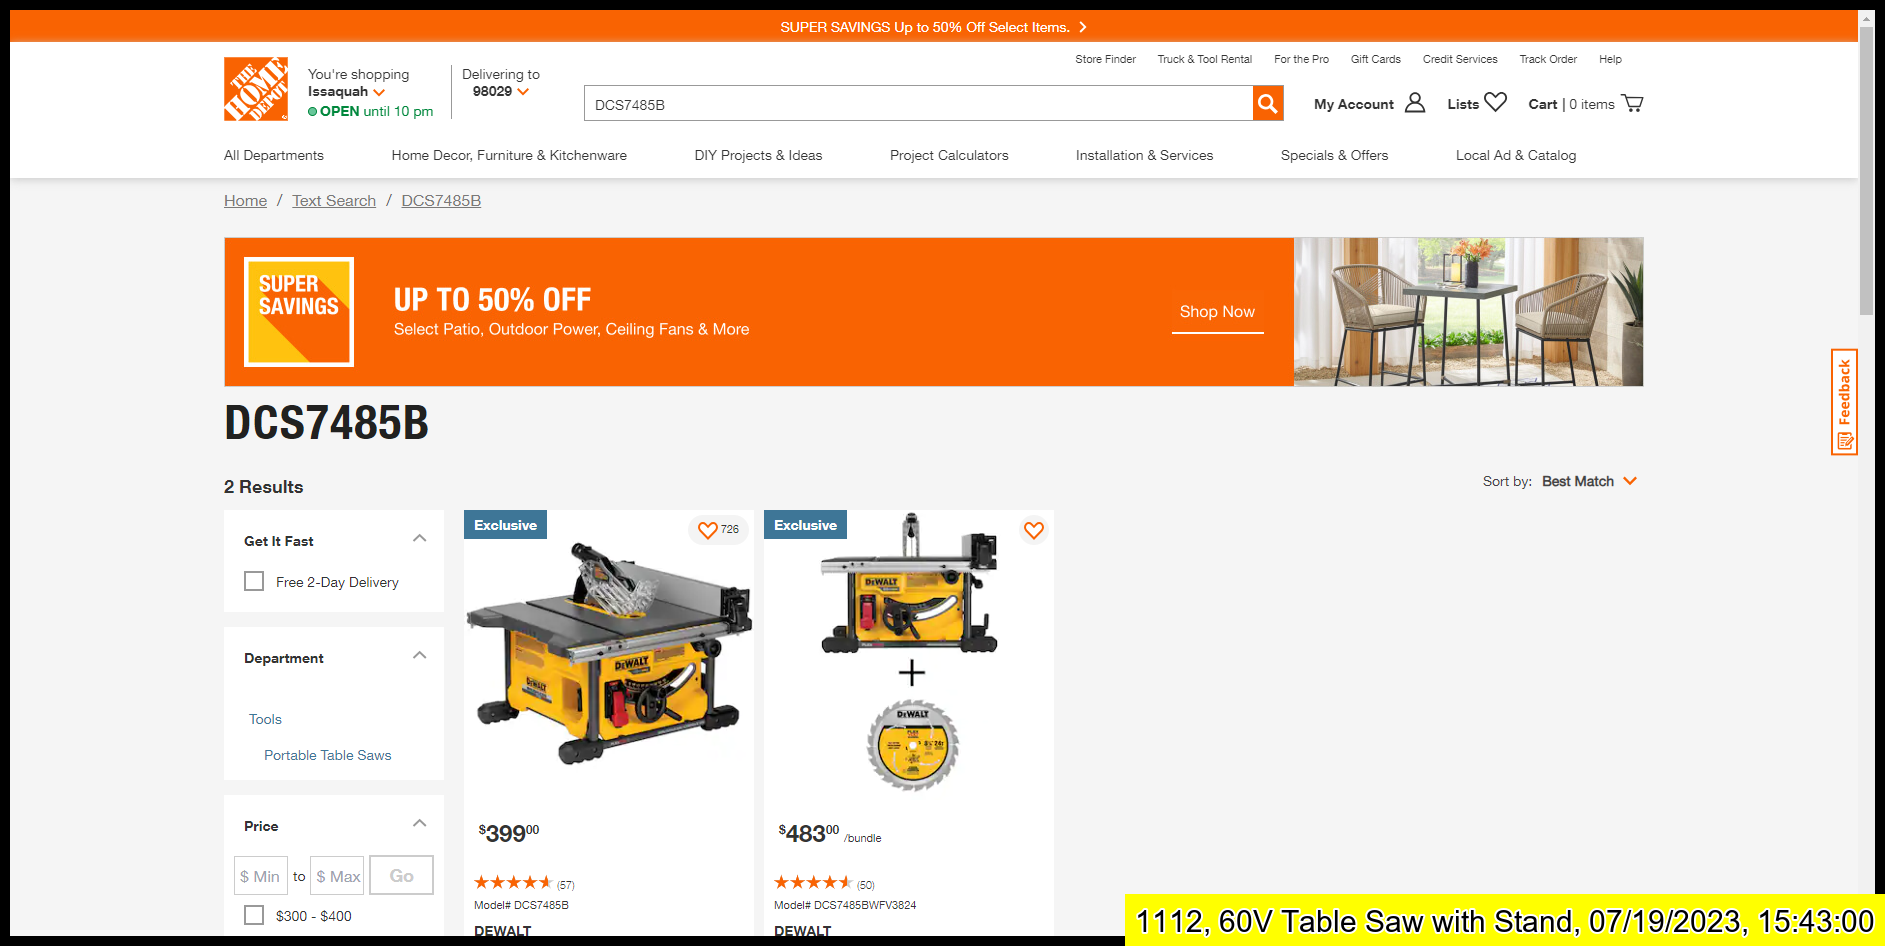 SUPER SAVINGS Up to 50% Off Select Items.
Store Finder Truck & Tool Rental For the Pro Gift Cards Credit Services Track Order Help
THE HOME DEPOT
You're shopping
Issaquah
OPEN until 10 pm
Delivering to
98029
DCS7485B
My Account Lists Cart | 0 items
All Departments Home Decor, Furniture & Kitchenware DIY Projects & Ideas Project Calculators Installation & Services Specials & Offers Local Ad & Catalog
Home / Text Search / DCS7485B
SUPER
SAVINGS
UP TO 50% OFF
Select Patio, Outdoor Power, Ceiling Fans & More
Shop Now
Feedback
DCS7485B
2 Results
Sort by: Best Match
Get It Fast
Free 2-Day Delivery
Department
Tools
Portable Table Saws
Price
$ Min to $ Max Go
$300 - $400
Exclusive
726
DEWALT
DEWALT
$39900
(57)
Model# DCS7485B
DEWALT
Exclusive
DEWALT
+
DEWALT
$48300 /bundle
(50)
Model# DCS7485BWFV3824
DEWALT
1112, 60V Table Saw with Stand, 07/19/2023, 15:43:00